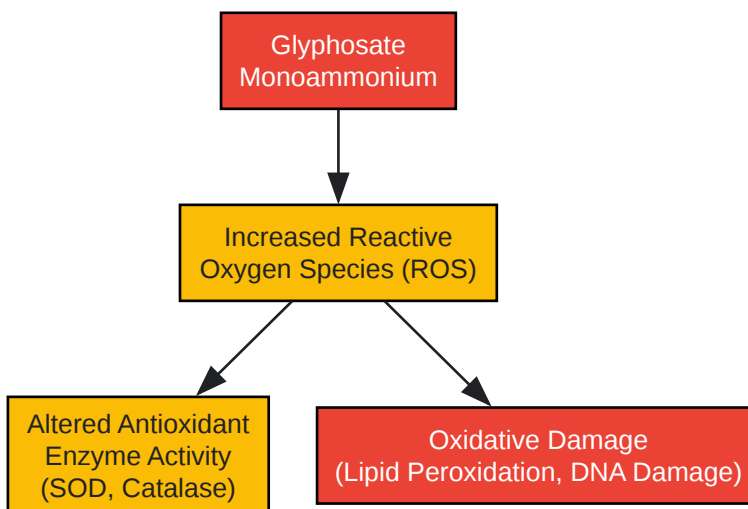 Glyphosate
Monoammonium
Increased Reactive
Oxygen Species (ROS)
Altered Antioxidant
Enzyme Activity
(SOD, Catalase)
Oxidative Damage
(Lipid Peroxidation, DNA Damage)